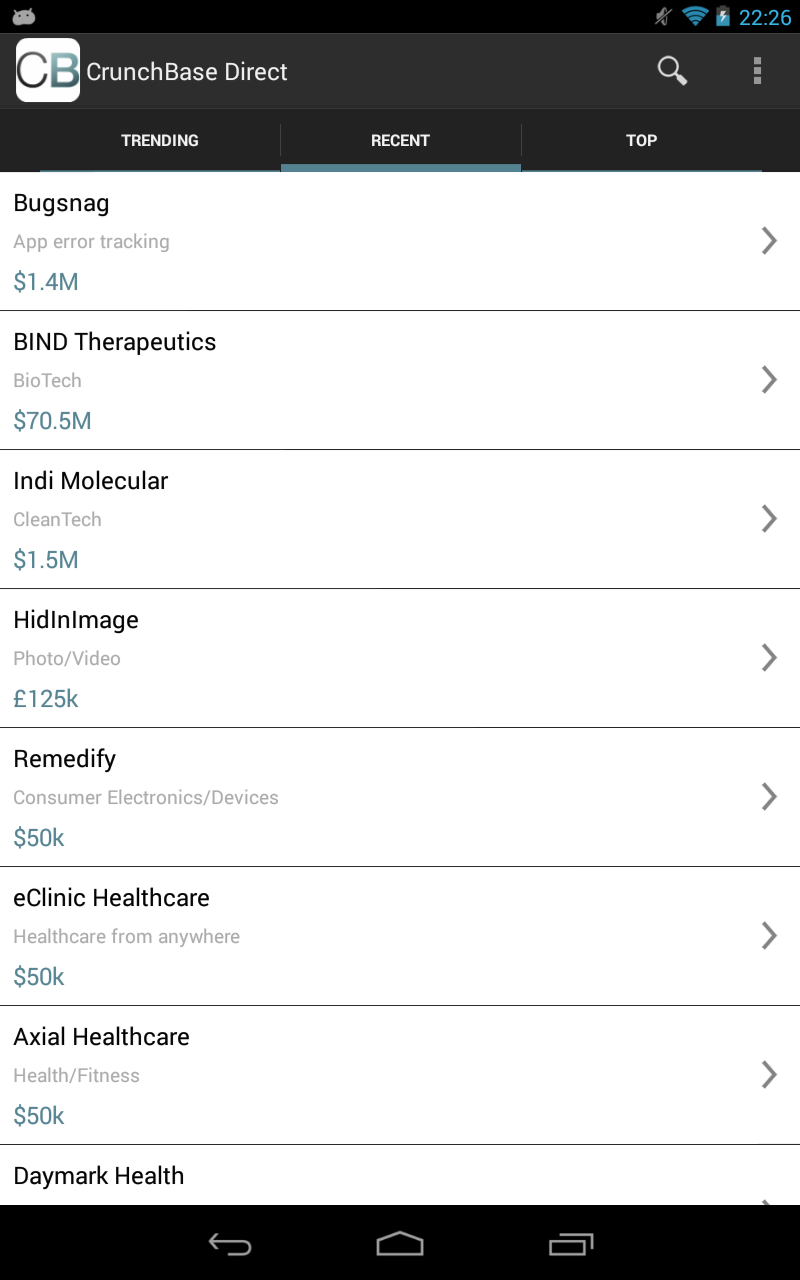 22:26
CB CrunchBase Direct
TRENDING RECENT TOP
Bugsnag
App error tracking
$1.4M
BIND Therapeutics
BioTech
$70.5M
Indi Molecular
CleanTech
$1.5M
HidInImage
Photo/Video
£125k
Remedify
Consumer Electronics/Devices
$50k
eClinic Healthcare
Healthcare from anywhere
$50k
Axial Healthcare
Health/Fitness
$50k
Daymark Health